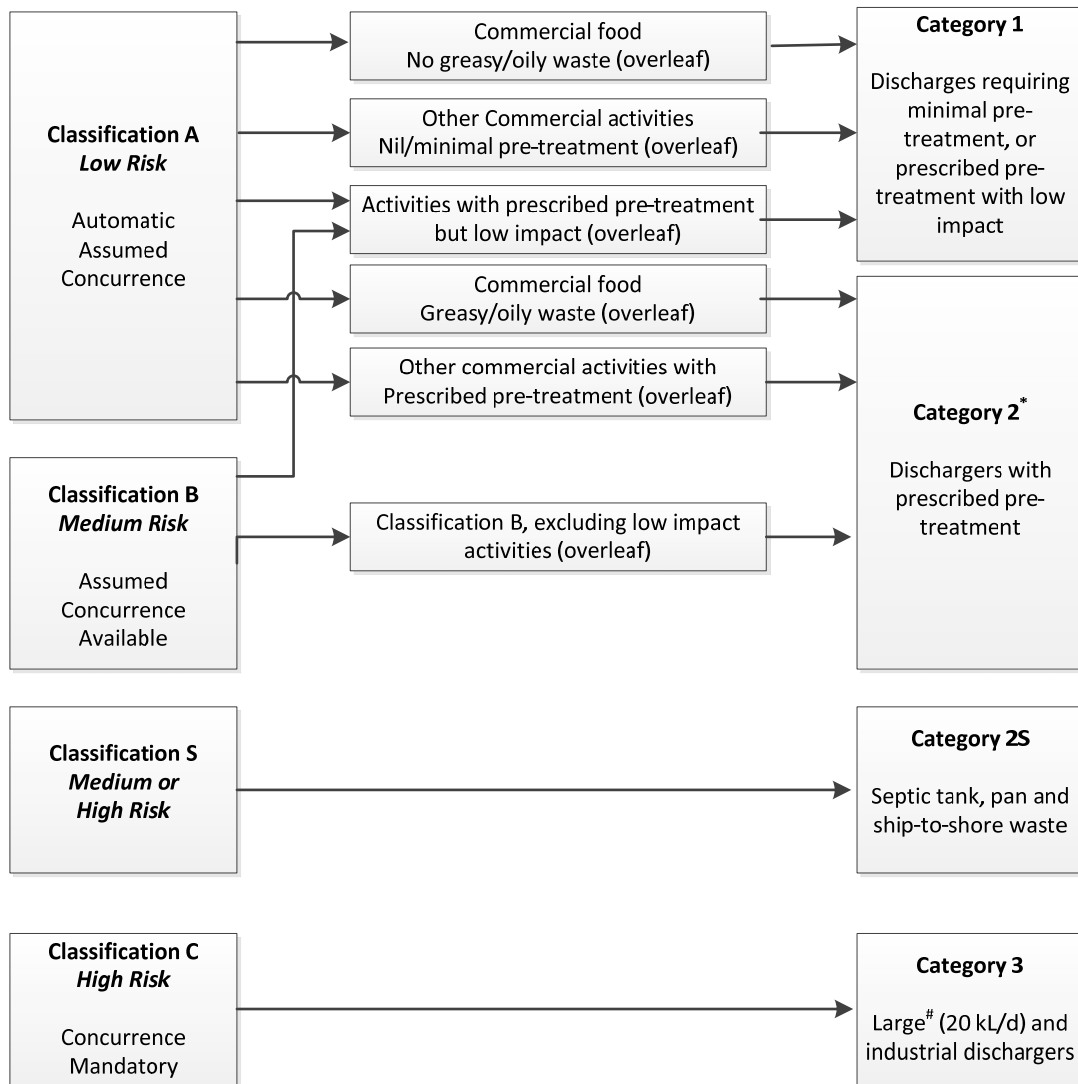 Classification A
Low Risk
Automatic
Assumed
Concurrence
Commercial food
No greasy/oily waste (overleaf)
Other Commercial activities
Nil/minimal pre-treatment (overleaf)
Activities with prescribed pre-treatment
but low impact (overleaf)
Commercial food
Greasy/oily waste (overleaf)
Other commercial activities with
Prescribed pre-treatment (overleaf)
Category 1
Discharges requiring
minimal pre-
treatment, or
prescribed pre-
treatment with low
impact
Classification B
Medium Risk
Assumed
Concurrence
Available
Classification B, excluding low impact
activities (overleaf)
Category 2*
Dischargers with
prescribed pre-
treatment
Classification S
Medium or
High Risk
Category 2S
Septic tank, pan and
ship-to-shore waste
Classification C
High Risk
Concurrence
Mandatory
Category 3
Large# (20 kL/d) and
industrial dischargers